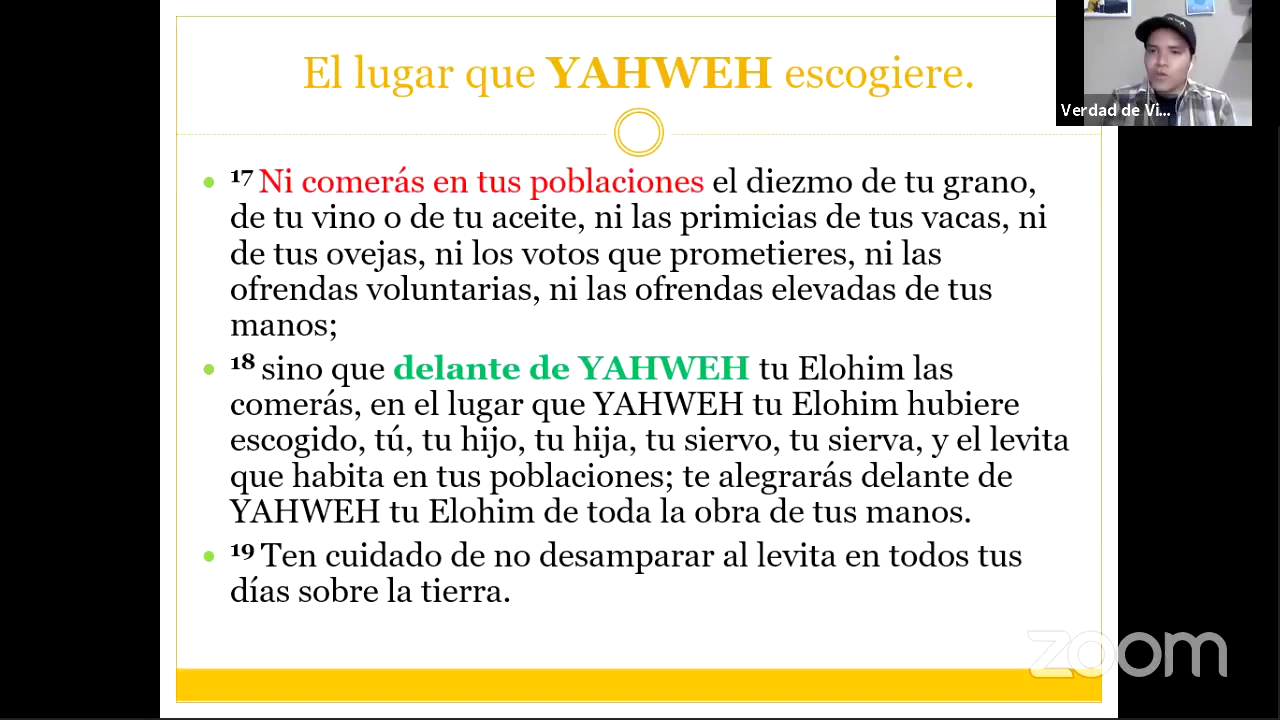 El lugar que YAHWEH escogiere.
Verdad de Vi...
• 17 Ni comerás en tus poblaciones el diezmo de tu grano,
de tu vino o de tu aceite, ni las primicias de tus vacas, ni
de tus ovejas, ni los votos que prometieres, ni las
ofrendas voluntarias, ni las ofrendas elevadas de tus
manos;
• 18 sino que delante de YAHWEH tu Elohim las
comerás, en el lugar que YAHWEH tu Elohim hubiere
escogido, tú, tu hijo, tu hija, tu siervo, tu sierva, y el levita
que habita en tus poblaciones; te alegrarás delante de
YAHWEH tu Elohim de toda la obra de tus manos.
• 19 Ten cuidado de no desamparar al levita en todos tus
días sobre la tierra.
zoom